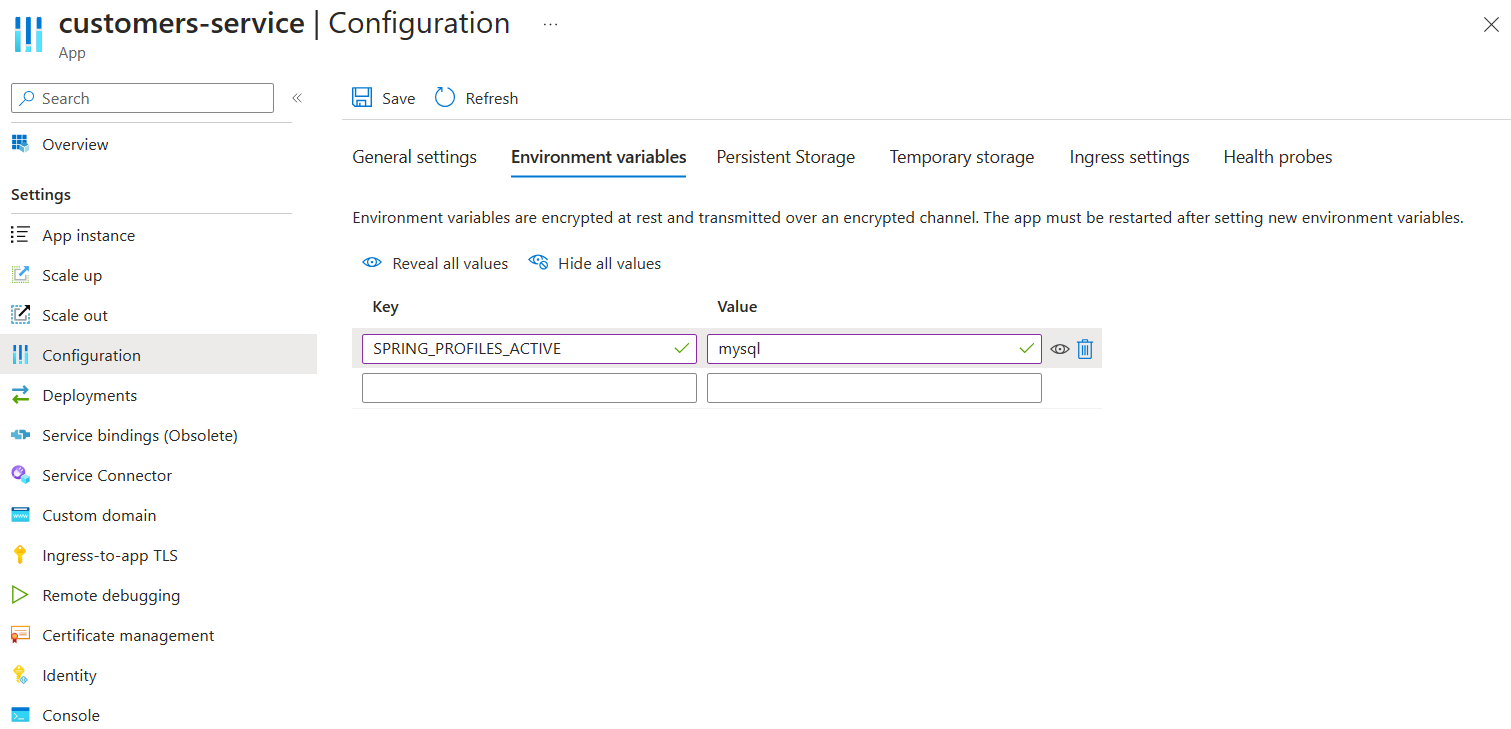 customers-service | Configuration ...
App
Search «
Overview
Settings
App instance
Scale up
Scale out
Configuration
Deployments
Service bindings (Obsolete)
Service Connector
Custom domain
Ingress-to-app TLS
Remote debugging
Certificate management
Identity
Console
Save Refresh
General settings Environment variables Persistent Storage Temporary storage Ingress settings Health probes
Environment variables are encrypted at rest and transmitted over an encrypted channel. The app must be restarted after setting new environment variables.
Reveal all values Hide all values
Key Value
SPRING_PROFILES_ACTIVE mysql